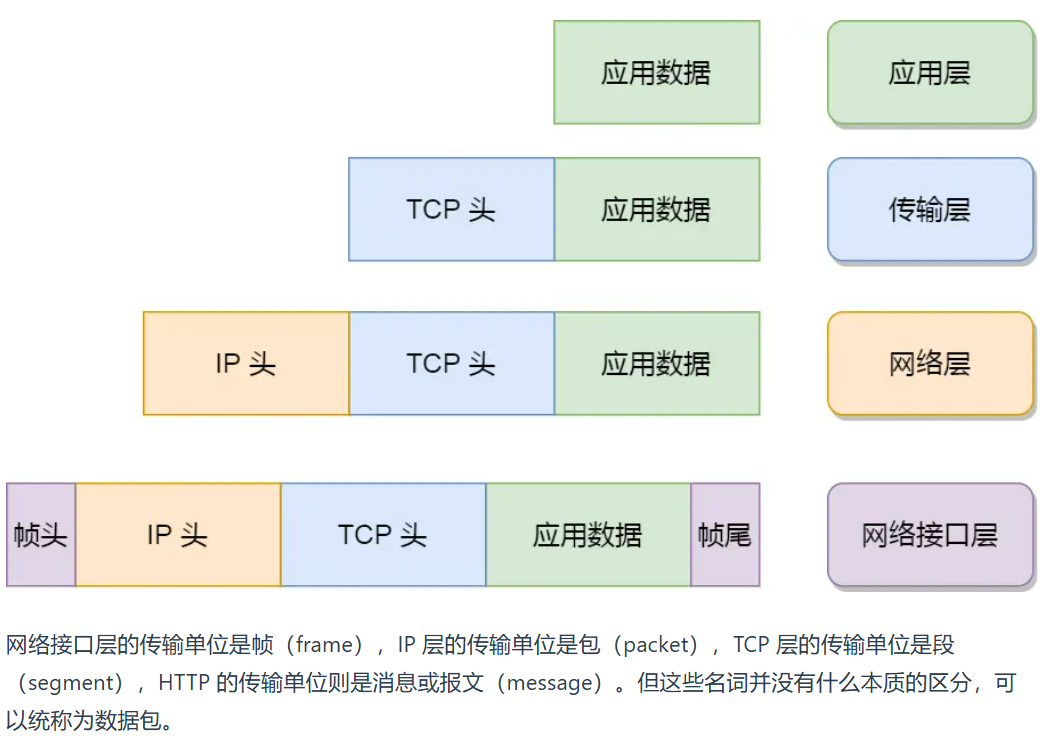 应用数据 应用层
TCP 头 应用数据 传输层
IP 头 TCP 头 应用数据 网络层
帧头 IP 头 TCP 头 应用数据 帧尾 网络接口层
网络接口层的传输单位是帧（frame），IP 层的传输单位是包（packet），TCP 层的传输单位是段
（segment），HTTP 的传输单位则是消息或报文（message）。但这些名词并没有什么本质的区分，可
以统称为数据包。